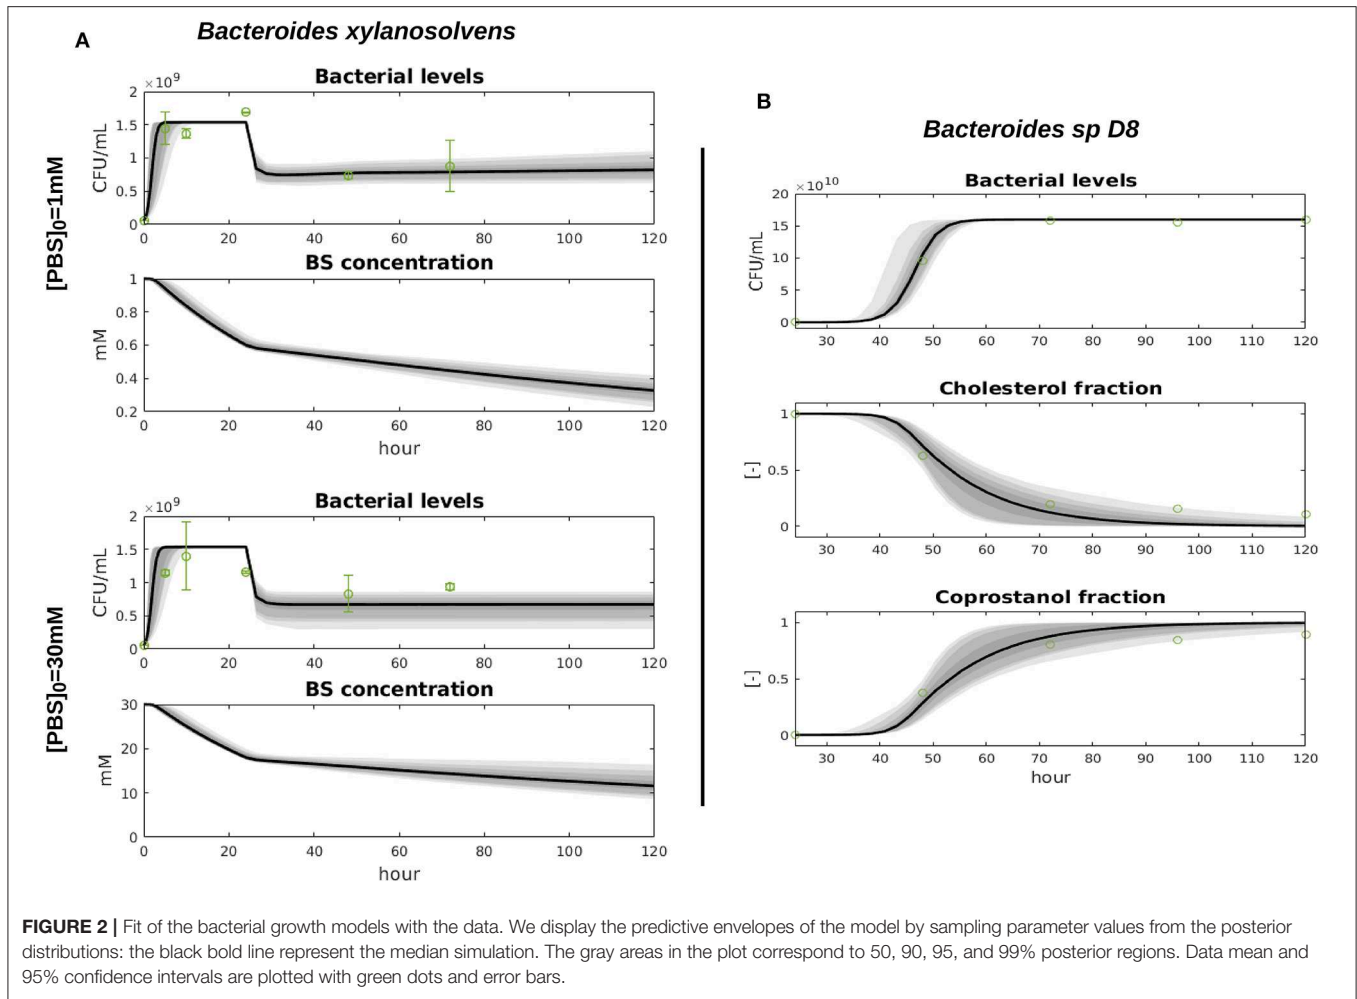 A
Bacteroides xylanosolvens
[PBS]0=1mM
Bacterial levels
×10^9
CFU/mL
2
1.5
1
0.5
0
0 20 40 60 80 100 120
BS concentration
mM
1
0.8
0.6
0.4
0.2
0 20 40 60 80 100 120
hour
[PBS]0=30mM
Bacterial levels
×10^9
CFU/mL
2
1.5
1
0.5
0
0 20 40 60 80 100 120
BS concentration
mM
30
20
10
0
0 20 40 60 80 100 120
hour
B
Bacteroides sp D8
Bacterial levels
×10^10
CFU/mL
20
15
10
5
0
30 40 50 60 70 80 90 100 110 120
Cholesterol fraction
[-]
1
0.5
0
30 40 50 60 70 80 90 100 110 120
Coprostanol fraction
[-]
1
0.5
0
30 40 50 60 70 80 90 100 110 120
hour
FIGURE 2 | Fit of the bacterial growth models with the data. We display the predictive envelopes of the model by sampling parameter values from the posterior
distributions: the black bold line represent the median simulation. The gray areas in the plot correspond to 50, 90, 95, and 99% posterior regions. Data mean and
95% confidence intervals are plotted with green dots and error bars.